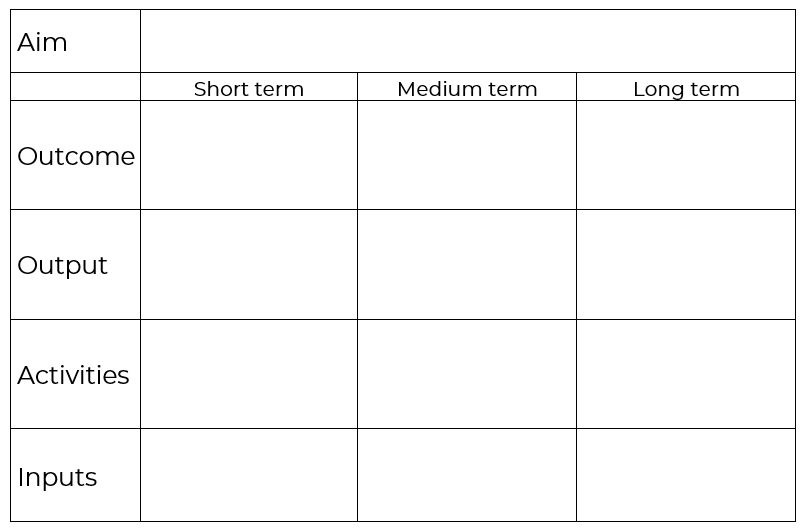 Aim
Short term Medium term Long term
Outcome
Output
Activities
Inputs